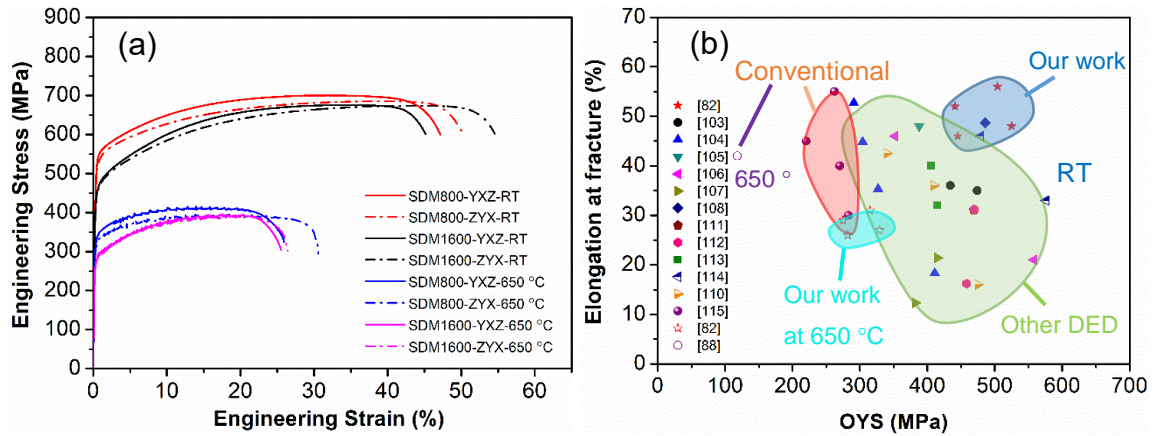 (a)
Engineering Stress (MPa)
900
800
700
600
500
400
300
200
100
0
SDM800-YXZ-RT
SDM800-ZYX-RT
SDM1600-YXZ-RT
SDM1600-ZYX-RT
SDM800-YXZ-650 °C
SDM800-ZYX-650 °C
SDM1600-YXZ-650 °C
SDM1600-ZYX-650 °C
0 10 20 30 40 50 60
Engineering Strain (%)
(b)
Elongation at fracture (%)
70
60
50
40
30
20
10
0
Conventional
650 °
Our work
RT
Our work
at 650 °C
Other DED
[82]
[103]
[104]
[105]
[106]
[107]
[108]
[111]
[112]
[113]
[114]
[110]
[115]
[82]
[88]
0 100 200 300 400 500 600 700
OYS (MPa)